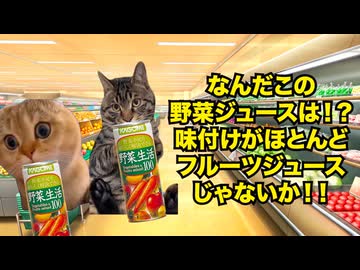 なんだこの
野菜ジュースは!?
味付けがほとんど
フルーツジュース
じゃないか!!
KAGOME
野菜生活
100
KAGOME
野菜生活
100